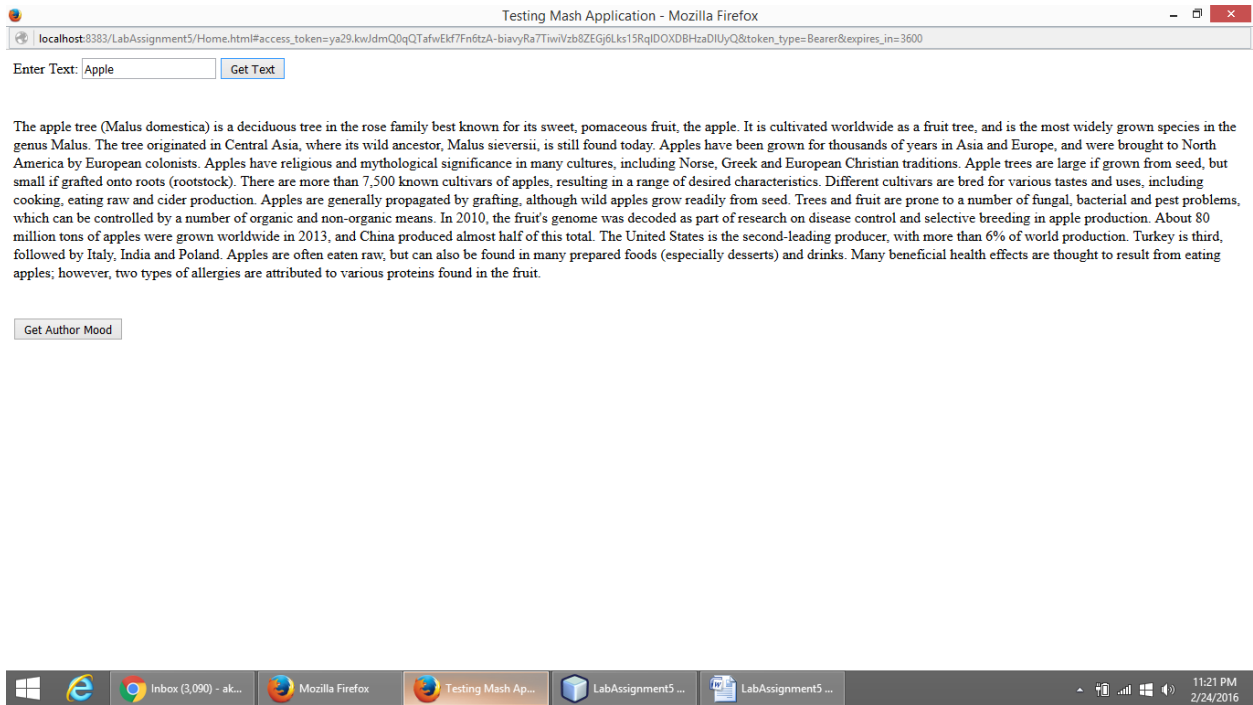 Testing Mash Application - Mozilla Firefox
localhost:8383/LabAssignment5/Home.html#access_token=ya29.kwJdmQ0qQTafwEkf7Fn6tzA-biavyRa7TiwiVzb8ZEGj6Lks15RqIDOXDBHzaDIUyQ&token_type=Bearer&expires_in=3600
Enter Text: Apple Get Text
The apple tree (Malus domestica) is a deciduous tree in the rose family best known for its sweet, pomaceous fruit, the apple. It is cultivated worldwide as a fruit tree, and is the most widely grown species in the
genus Malus. The tree originated in Central Asia, where its wild ancestor, Malus sieversii, is still found today. Apples have been grown for thousands of years in Asia and Europe, and were brought to North
America by European colonists. Apples have religious and mythological significance in many cultures, including Norse, Greek and European Christian traditions. Apple trees are large if grown from seed, but
small if grafted onto roots (rootstock). There are more than 7,500 known cultivars of apples, resulting in a range of desired characteristics. Different cultivars are bred for various tastes and uses, including
cooking, eating raw and cider production. Apples are generally propagated by grafting, although wild apples grow readily from seed. Trees and fruit are prone to a number of fungal, bacterial and pest problems,
which can be controlled by a number of organic and non-organic means. In 2010, the fruit's genome was decoded as part of research on disease control and selective breeding in apple production. About 80
million tons of apples were grown worldwide in 2013, and China produced almost half of this total. The United States is the second-leading producer, with more than 6% of world production. Turkey is third,
followed by Italy, India and Poland. Apples are often eaten raw, but can also be found in many prepared foods (especially desserts) and drinks. Many beneficial health effects are thought to result from eating
apples; however, two types of allergies are attributed to various proteins found in the fruit.
Get Author Mood
Inbox (3,090) - ak... Mozilla Firefox Testing Mash Ap... LabAssignment5 ... LabAssignment5 ... 11:21 PM
2/24/2016